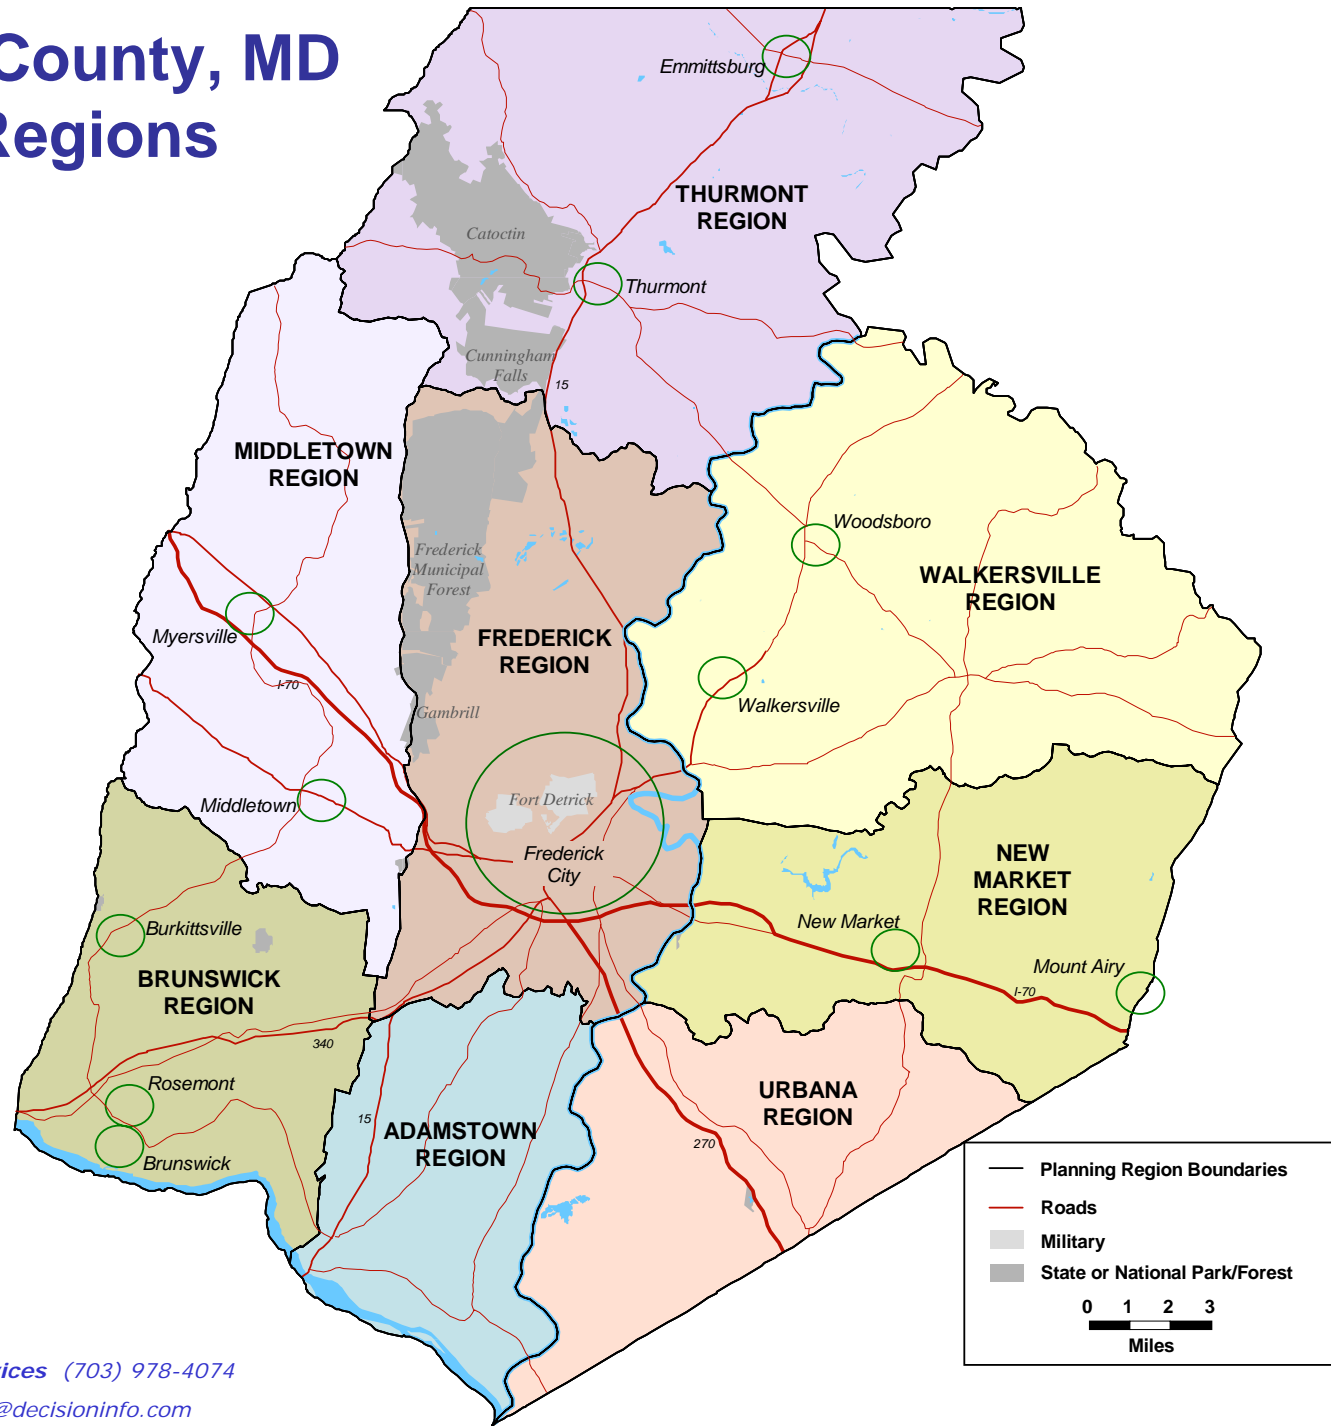 County, MD
Regions
Emmittsburg
THURMONT
REGION
Catoctin
Thurmont
Cunningham
Falls
15
MIDDLETOWN
REGION
Woodsboro
Frederick
Municipal
Forest
WALKERSVILLE
REGION
Myersville
FREDERICK
REGION
I-70
Walkersville
Gambrill
Middletown
Fort Detrick
Frederick
City
NEW
MARKET
REGION
New Market
Burkittsville
Mount Airy
BRUNSWICK
REGION
I-70
340
Rosemont
URBANA
REGION
15
ADAMSTOWN
REGION
270
Brunswick
Planning Region Boundaries
Roads
Military
State or National Park/Forest
0 1 2 3
Miles
ices (703) 978-4074
@decisioninfo.com